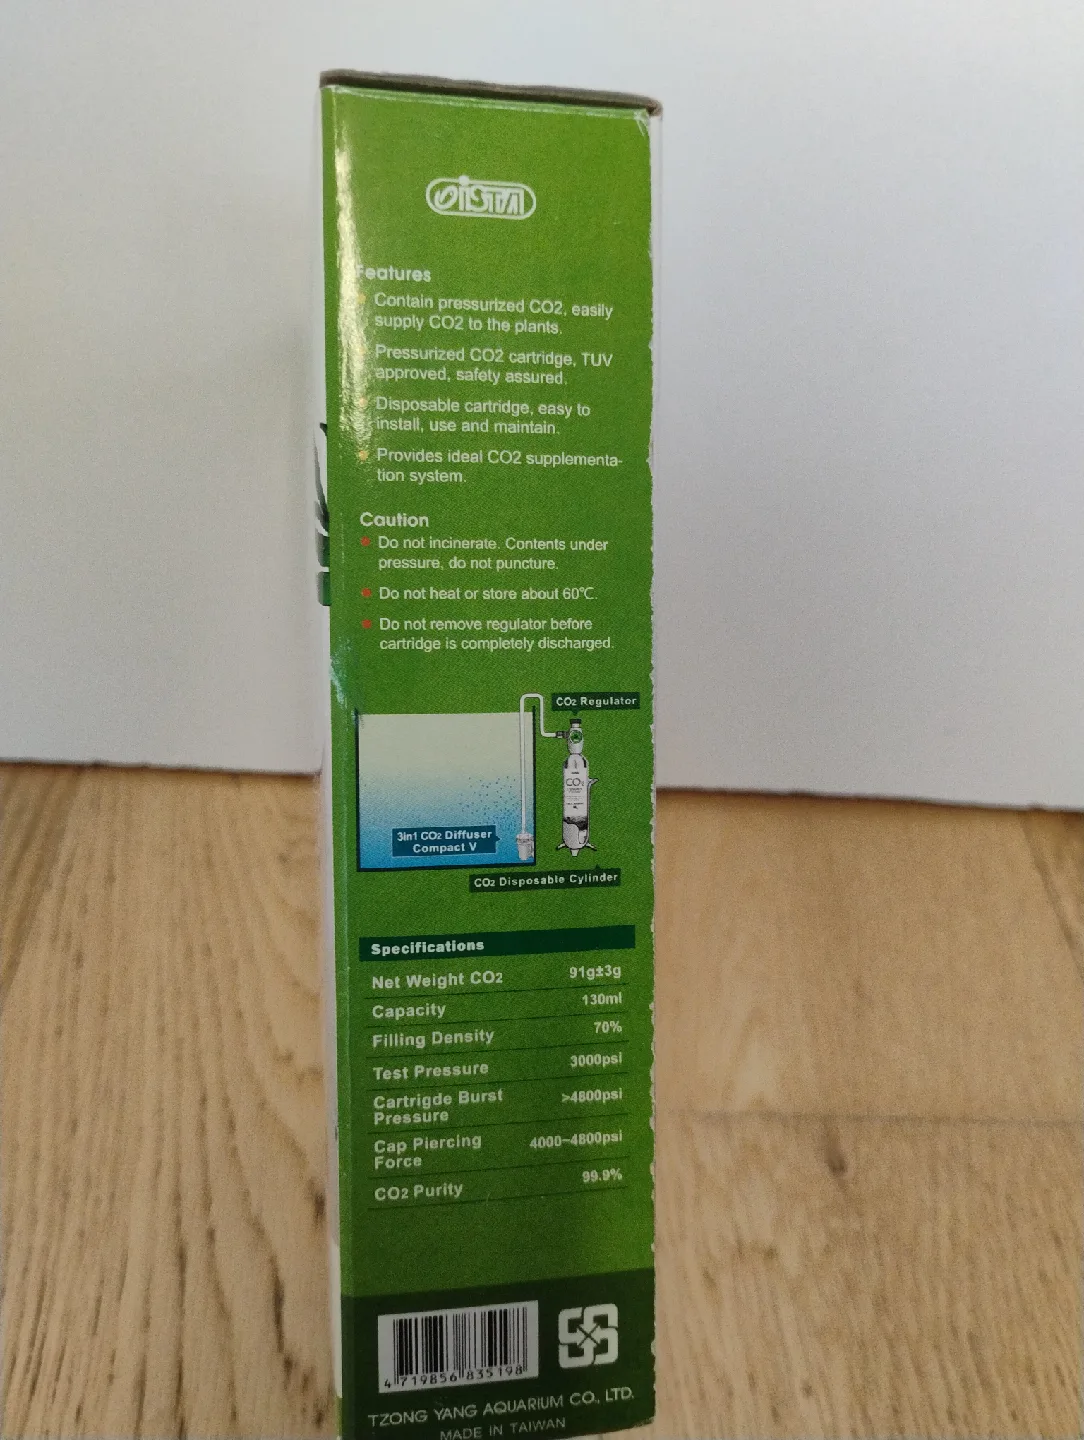 iSTA
Features
Contain pressurized CO2, easily
supply CO2 to the plants.
Pressurized CO2 cartridge, TUV
approved, safety assured.
Disposable cartridge, easy to
install, use and maintain.
Provides ideal CO2 supplementa-
tion system.
Caution
Do not incinerate. Contents under
pressure, do not puncture.
Do not heat or store about 60℃.
Do not remove regulator before
cartridge is completely discharged.
CO2 Regulator
CO2
3in1 CO2 Diffuser
Compact V
CO2 Disposable Cylinder
Specifications
Net Weight CO2 91g±3g
Capacity 130ml
Filling Density 70%
Test Pressure 3000psi
Cartrigde Burst
Pressure >4800psi
Cap Piercing
Force 4000~4800psi
CO2 Purity 99.9%
4 719856 835198
TZONG YANG AQUARIUM CO., LTD.
MADE IN TAIWAN